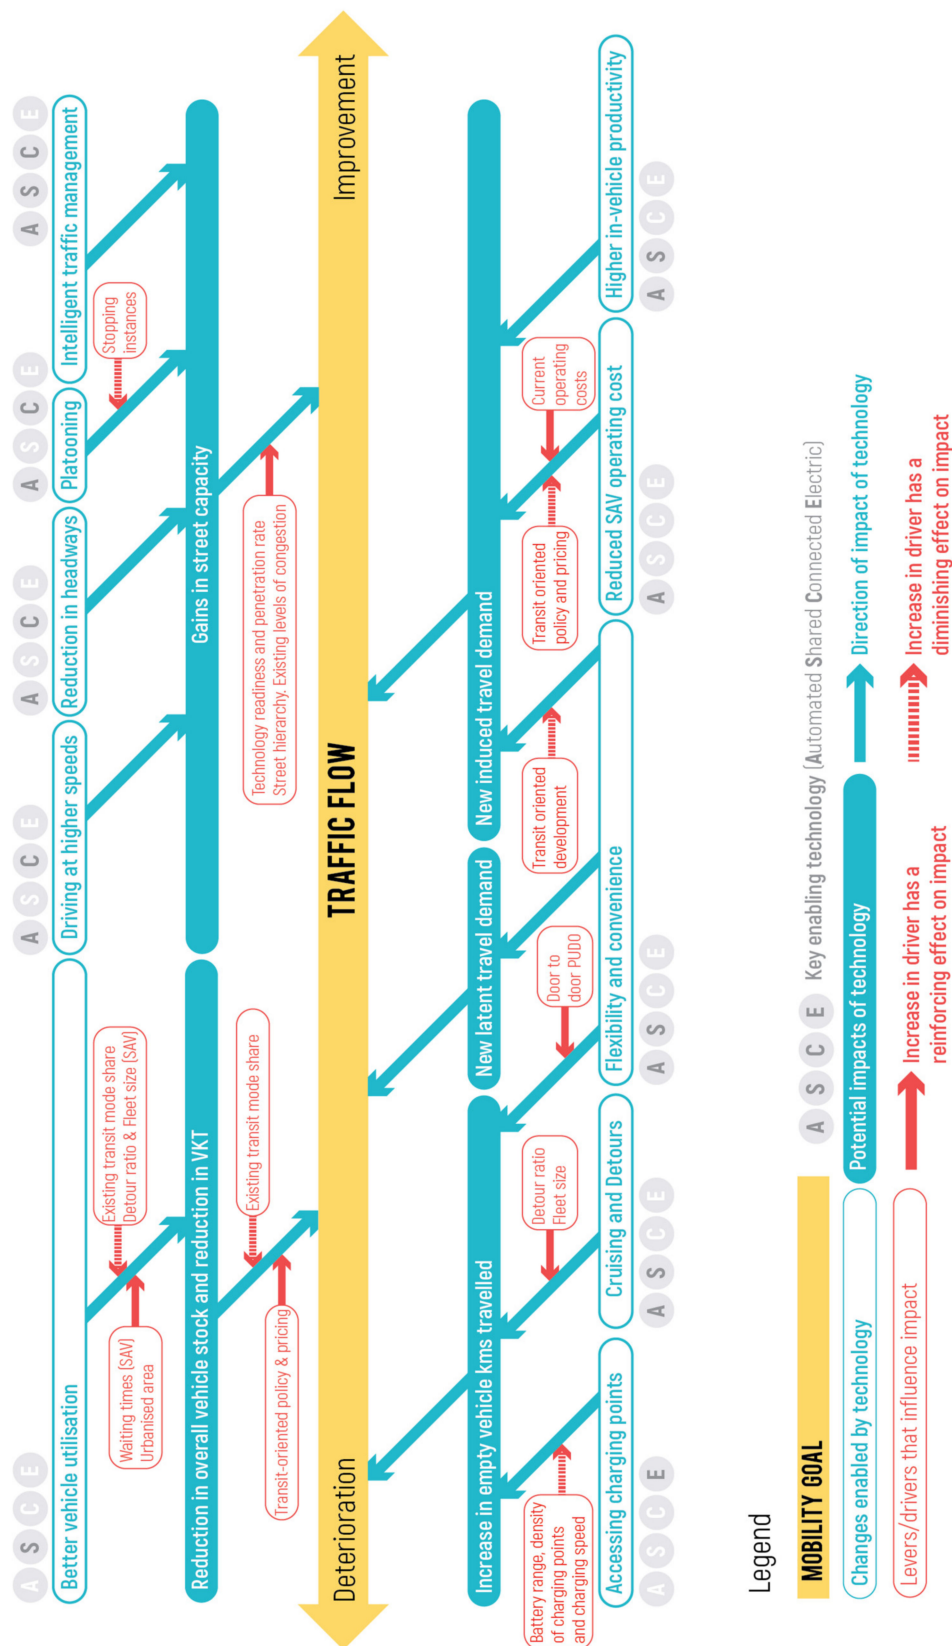 A S C E
Better vehicle utilisation
A S C E
Driving at higher speeds
A S C E
Reduction in headways
A S C E
Platooning
A S C E
Intelligent traffic management
Waiting times (SAV)
Urbanised area
Existing transit mode share
Detour ratio & Fleet size (SAV)
Stopping
instances
Reduction in overall vehicle stock and reduction in VKT
Gains in street capacity
Transit-oriented policy & pricing
Existing transit mode share
Technology readiness and penetration rate
Street hierarchy. Existing levels of congestion
Deterioration
TRAFFIC FLOW
Improvement
Increase in empty vehicle kms travelled
New latent travel demand
New induced travel demand
Battery range, density
of charging points
and charging speed
Detour ratio
Fleet size
Door to
door PUDO
Transit oriented
development
Transit oriented
policy and pricing
Current
operating
costs
Accessing charging points
A S C E
Cruising and Detours
A S C E
Flexibility and convenience
A S C E
Reduced SAV operating cost
A S C E
Higher in-vehicle productivity
A S C E
Legend
MOBILITY GOAL
A S C E Key enabling technology (Automated Shared Connected Electric)
Changes enabled by technology
Potential impacts of technology
Direction of impact of technology
Levers/drivers that influence impact
Increase in driver has a
reinforcing effect on impact
Increase in driver has a
diminishing effect on impact